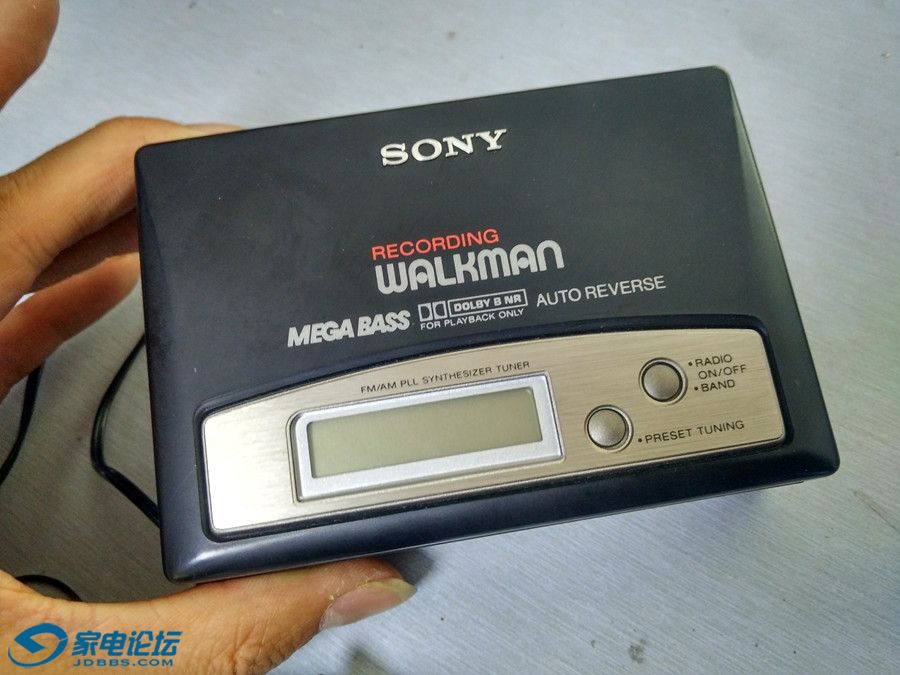 SONY
RECORDING
WALKMAN
MEGA BASS DOLBY B NR AUTO REVERSE
FOR PLAYBACK ONLY
FM/AM PLL SYNTHESIZER TUNER
• RADIO
ON/OFF
• BAND
• PRESET TUNING
家电论坛
JDBBS.COM